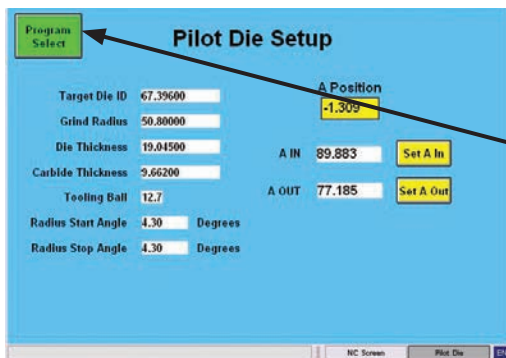 Program
Select
Pilot Die Setup
A Position
-1.309
Target Die ID 67.39600
Grind Radius 50.80000
Die Thickness 19.04500
A IN 89.883 Set A In
Carbide Thickness 9.66200
A OUT 77.185 Set A Out
Tooling Ball 12.7
Radius Start Angle 4.30 Degrees
Radius Stop Angle 4.30 Degrees
NC Screen Pilot Die EN